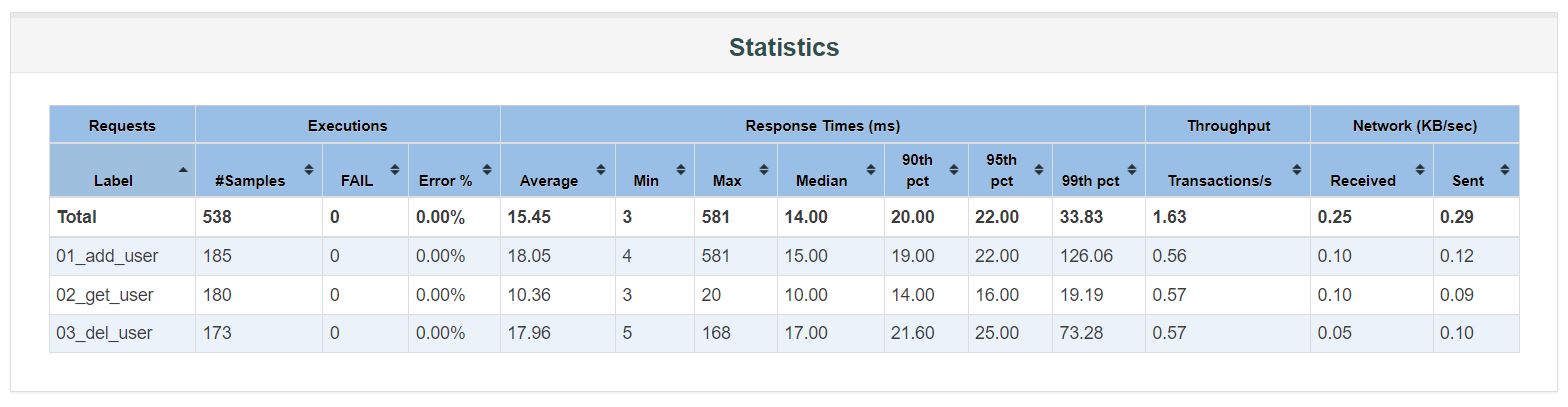 Statistics
Requests Executions Response Times (ms) Throughput Network (KB/sec)
Label #Samples FAIL Error % Average Min Max Median 90th pct 95th pct 99th pct Transactions/s Received Sent
Total 538 0 0.00% 15.45 3 581 14.00 20.00 22.00 33.83 1.63 0.25 0.29
01_add_user 185 0 0.00% 18.05 4 581 15.00 19.00 22.00 126.06 0.56 0.10 0.12
02_get_user 180 0 0.00% 10.36 3 20 10.00 14.00 16.00 19.19 0.57 0.10 0.09
03_del_user 173 0 0.00% 17.96 5 168 17.00 21.60 25.00 73.28 0.57 0.05 0.10